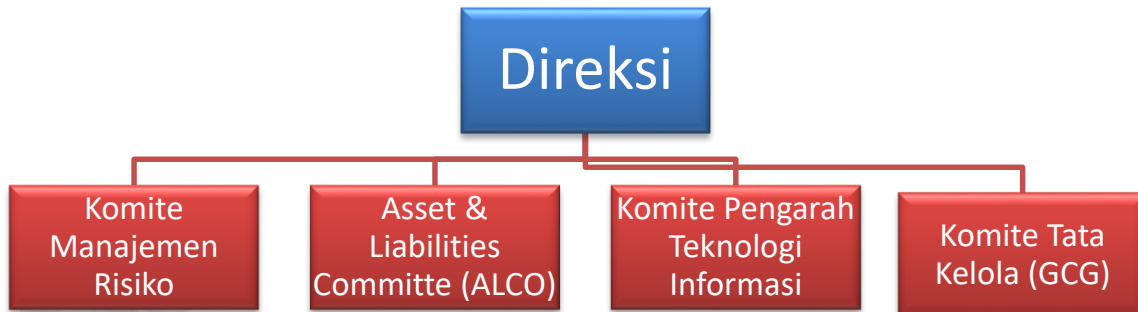 Direksi
Komite
Manajemen
Risiko
Asset &
Liabilities
Committe (ALCO)
Komite Pengarah
Teknologi
Informasi
Komite Tata
Kelola (GCG)